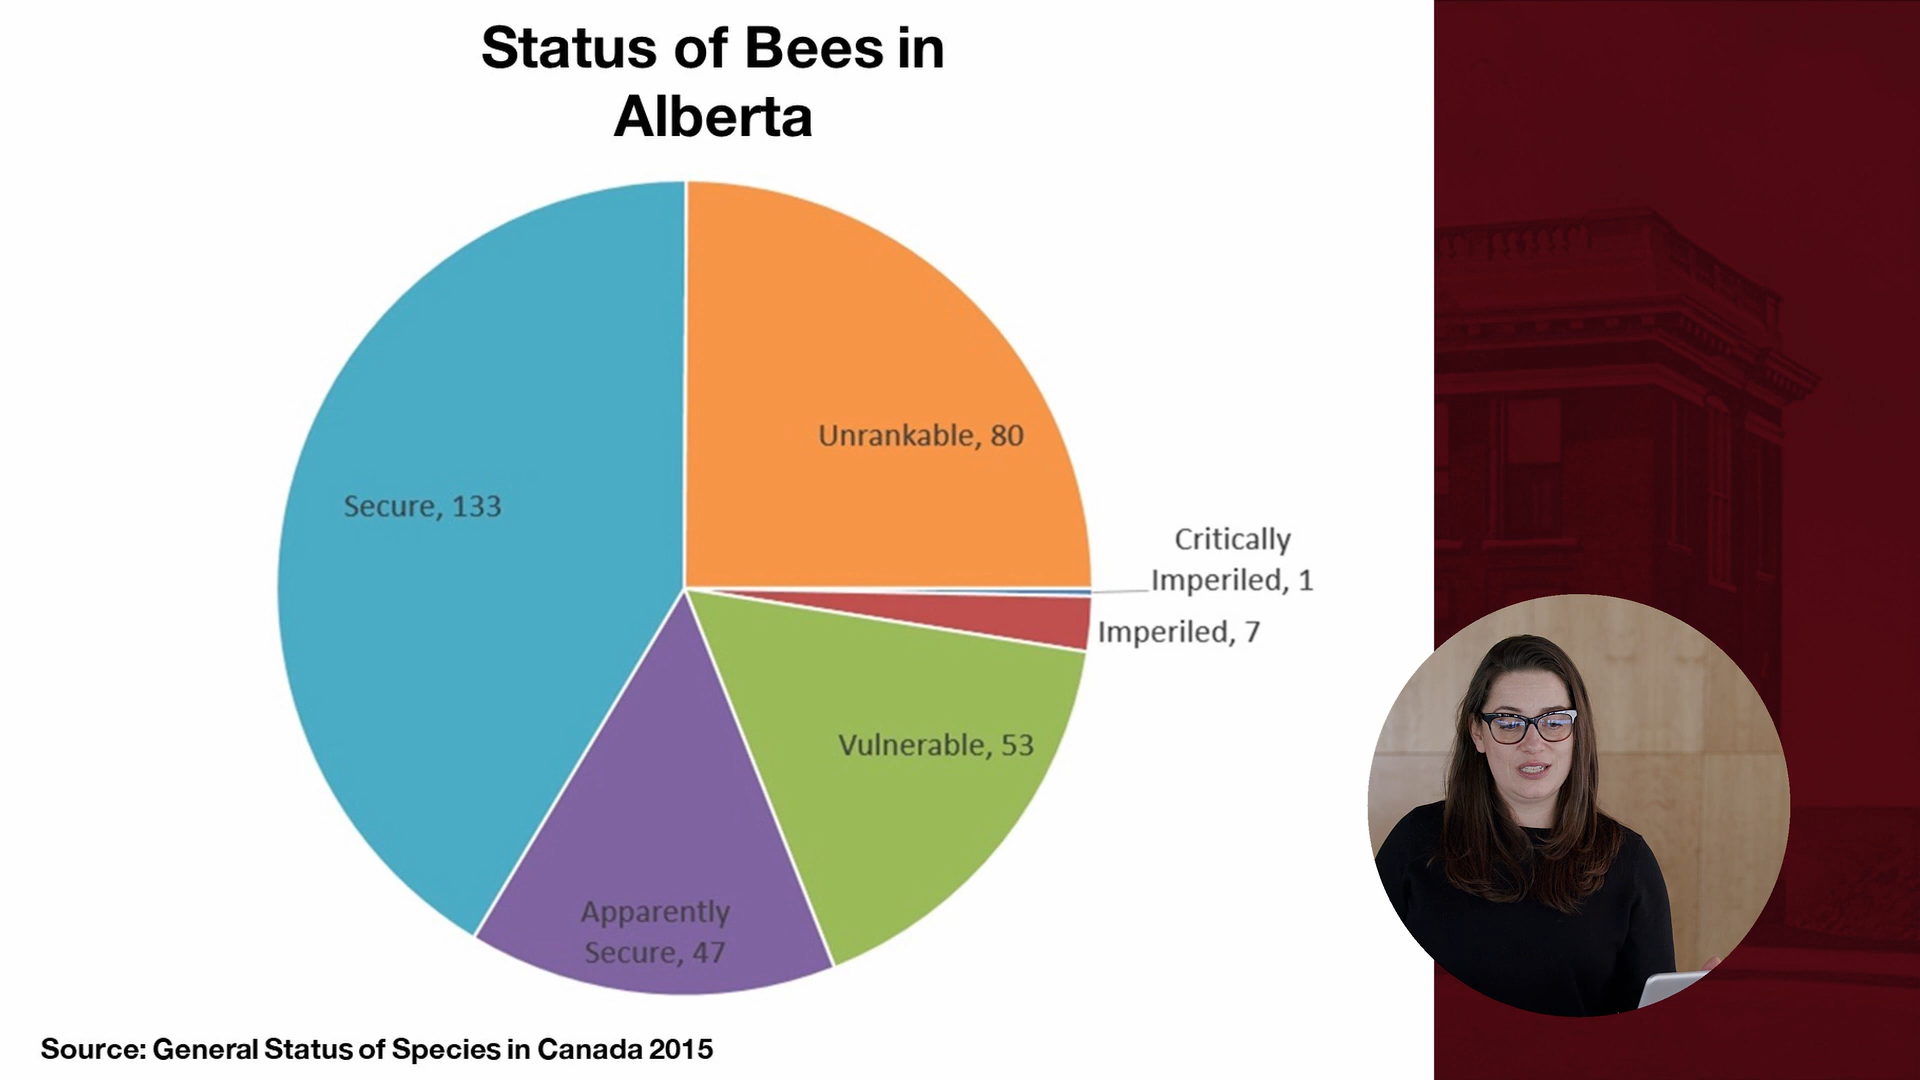 Status of Bees in
Alberta
Unrankable, 80
Secure, 133
Critically
Imperiled, 1
Imperiled, 7
Vulnerable, 53
Apparently
Secure, 47
Source: General Status of Species in Canada 2015